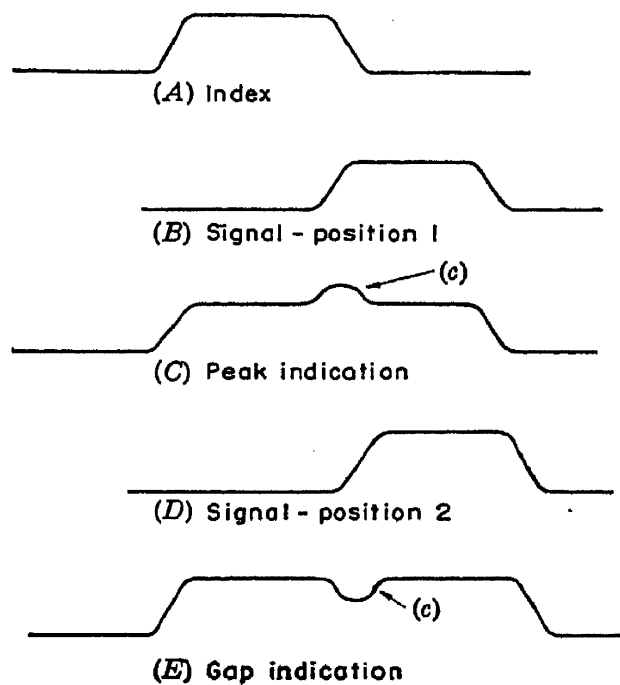 (A) Index
(B) Signal - position 1
(c)
(C) Peak indication
(D) Signal - position 2
(c)
(E) Gap indication